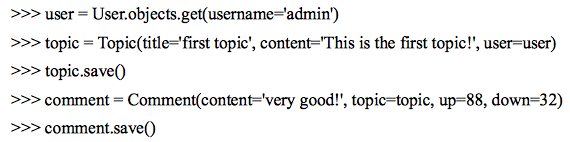 >>> user = User.objects.get(username='admin')
>>> topic = Topic(title='first topic', content='This is the first topic!', user=user)
>>> topic.save()
>>> comment = Comment(content='very good!', topic=topic, up=88, down=32)
>>> comment.save()